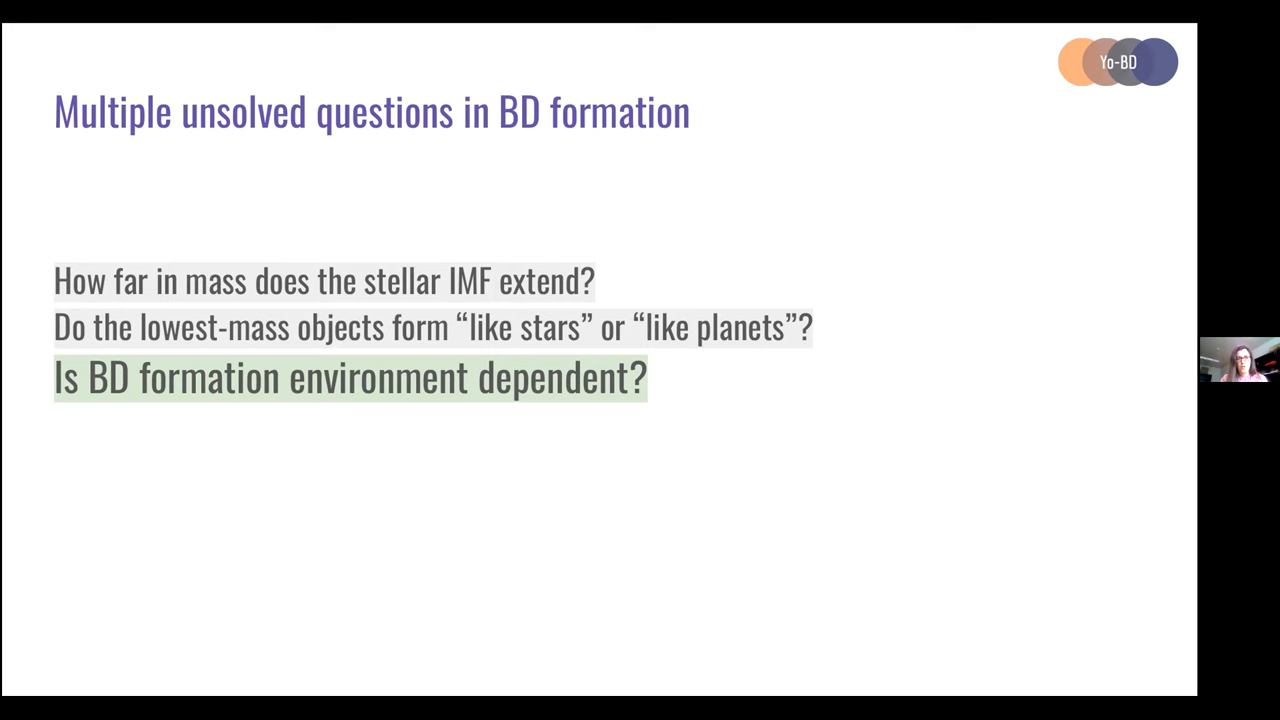 Yo-BD
Multiple unsolved questions in BD formation
How far in mass does the stellar IMF extend?
Do the lowest-mass objects form “like stars” or “like planets”?
Is BD formation environment dependent?